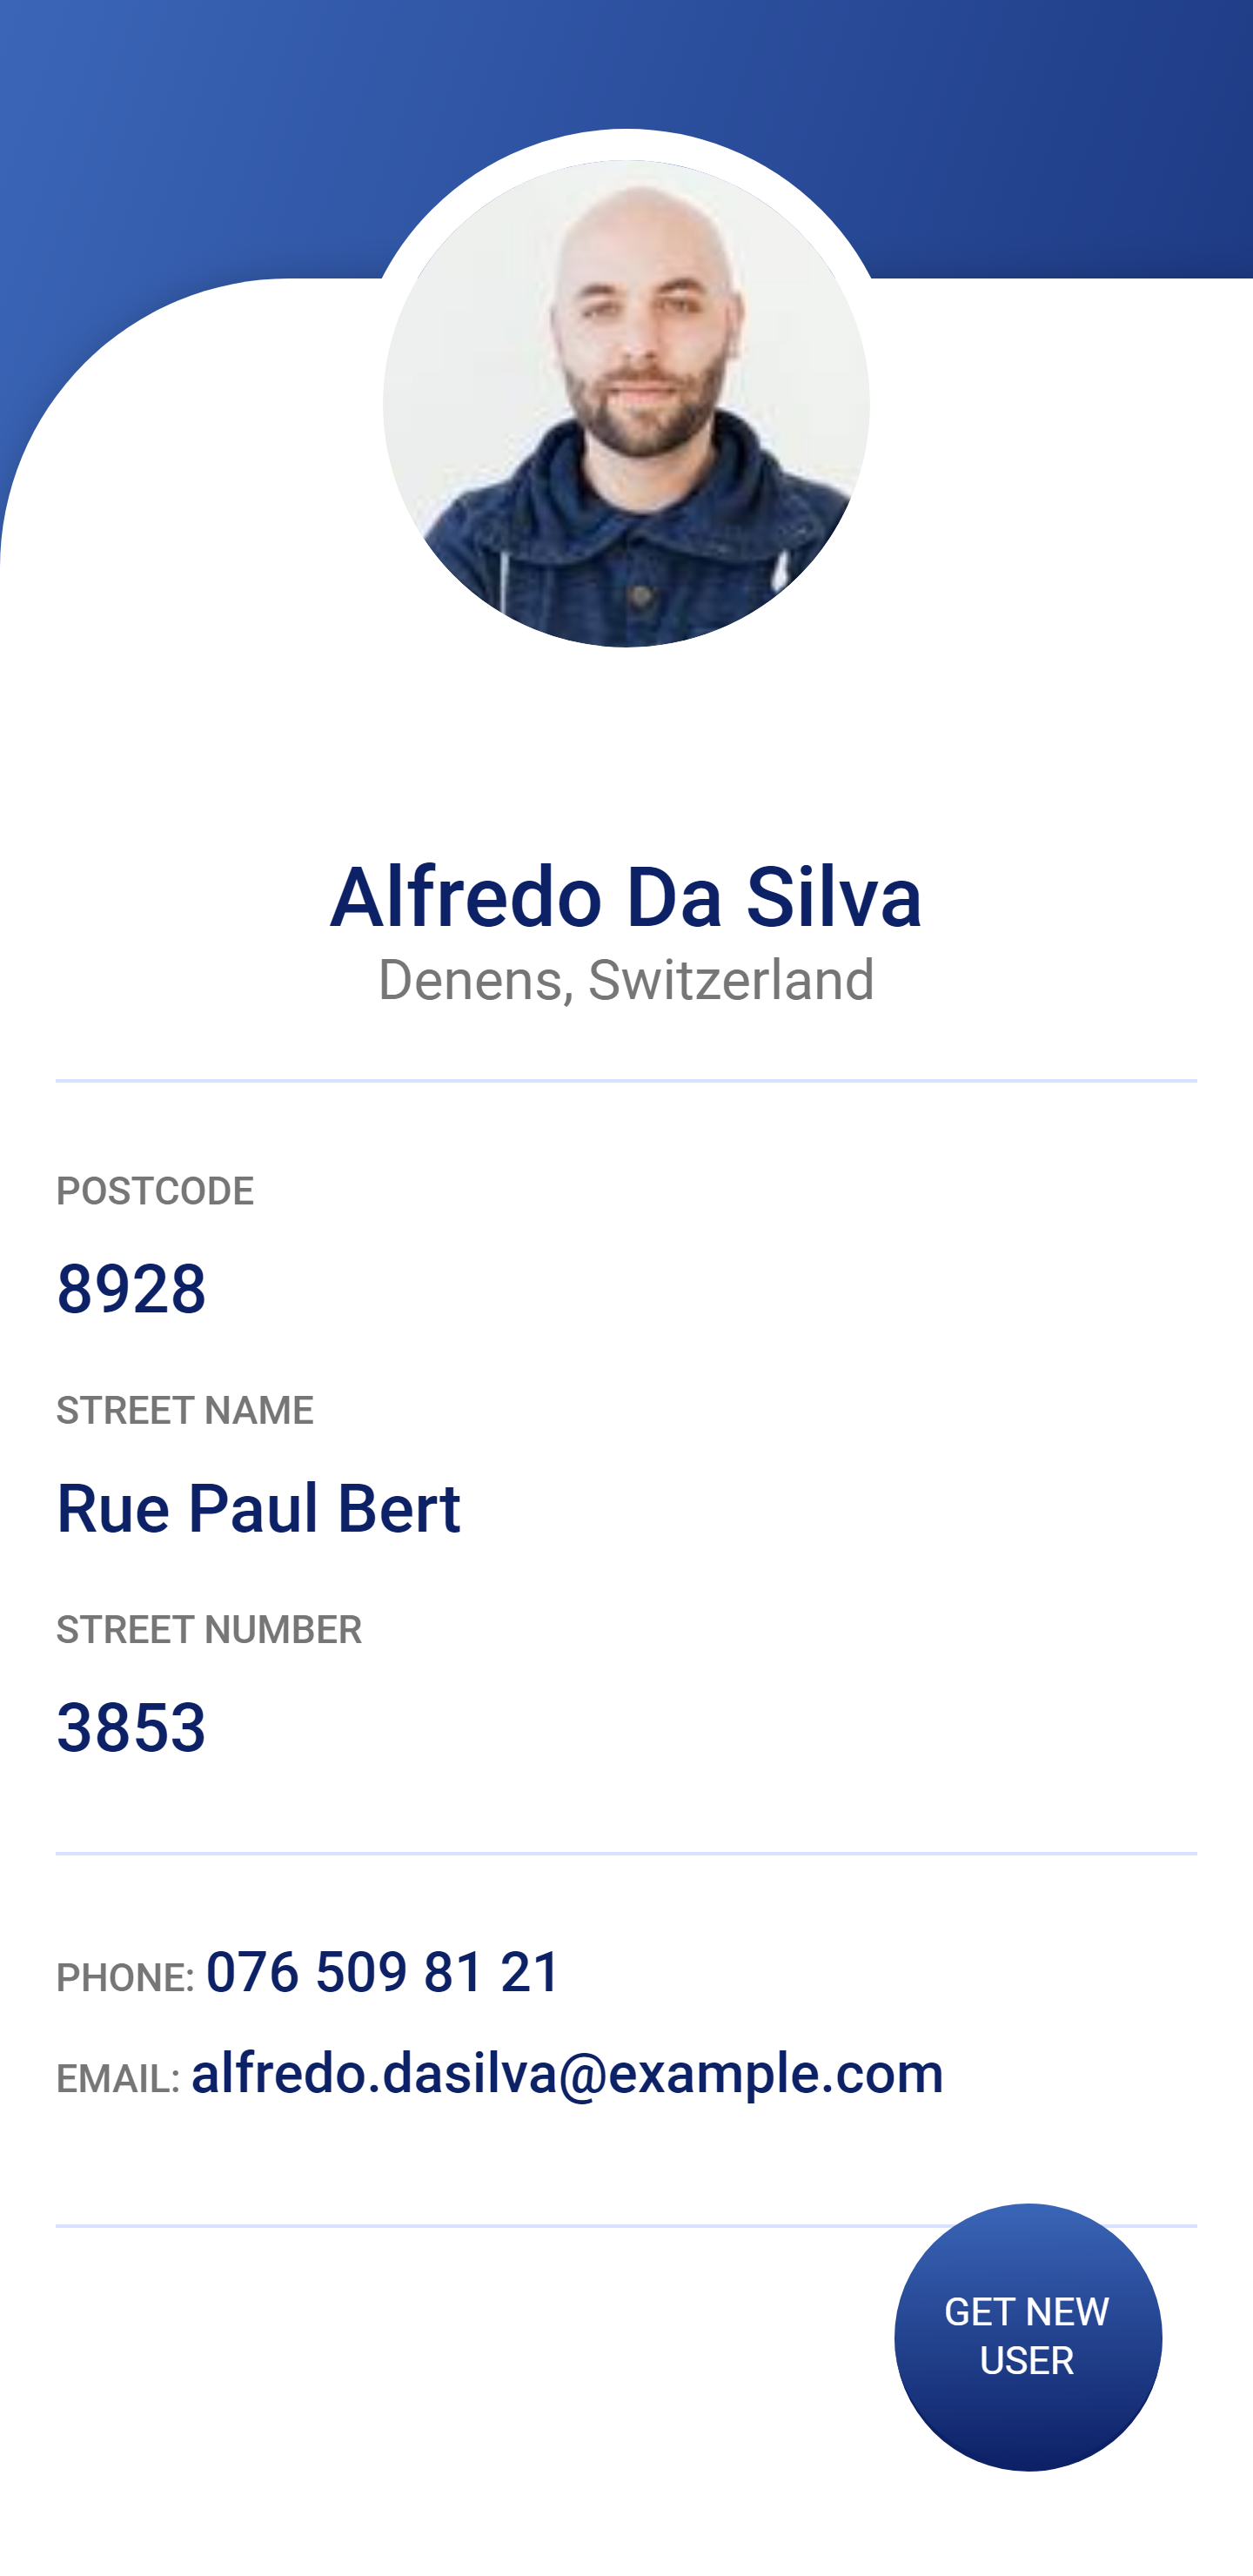 Alfredo Da Silva
Denens, Switzerland
POSTCODE
8928
STREET NAME
Rue Paul Bert
STREET NUMBER
3853
PHONE: 076 509 81 21
EMAIL: alfredo.dasilva@example.com
GET NEW
USER